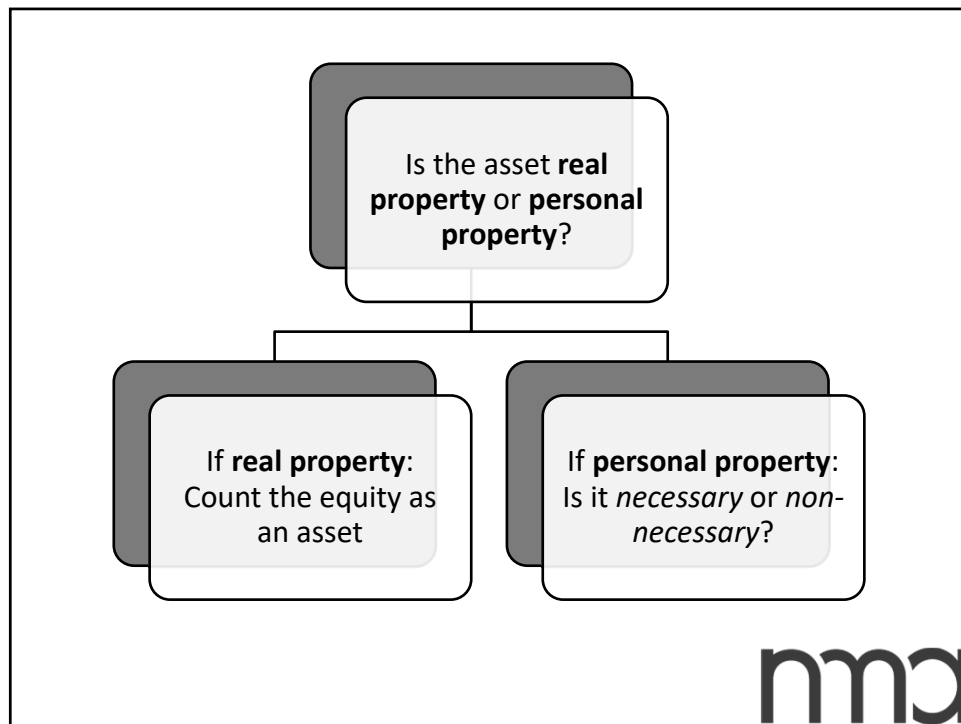 Is the asset real
property or personal
property?
If real property:
Count the equity as
an asset
If personal property:
Is it necessary or non-
necessary?
nma